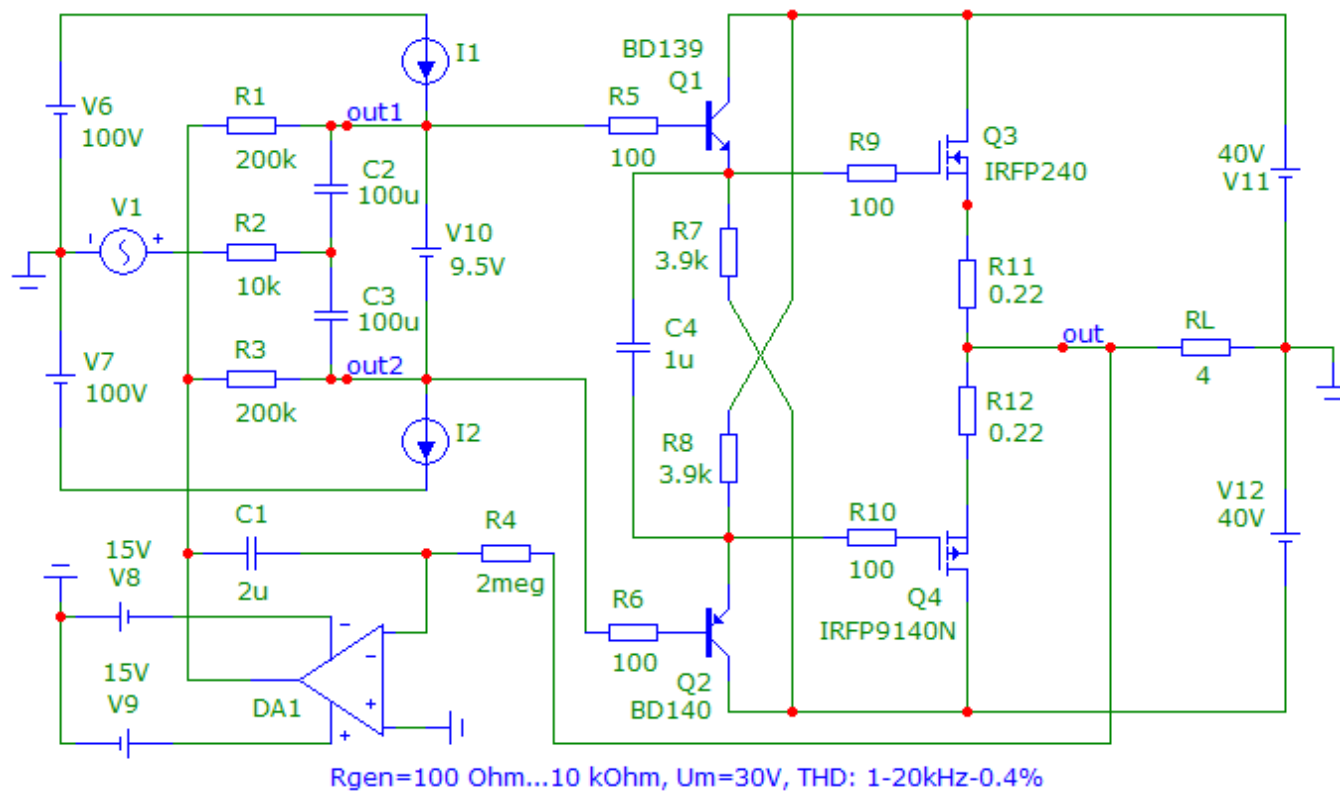 I1
BD139
Q1
V6
100V
R1
out1
200k
R5
100
Q3
IRFP240
40V
V11
C2
100u
R9
100
V1
R2
10k
V10
9.5V
R7
3.9k
R11
0.22
C3
100u
C4
1u
out
RL
4
V7
100V
R3
out2
200k
I2
R8
3.9k
R12
0.22
V12
40V
C1
2u
R4
2meg
R10
100
Q4
IRFP9140N
15V
V8
R6
100
Q2
BD140
15V
V9
DA1
Rgen=100 Ohm...10 kOhm, Um=30V, THD: 1-20kHz-0.4%